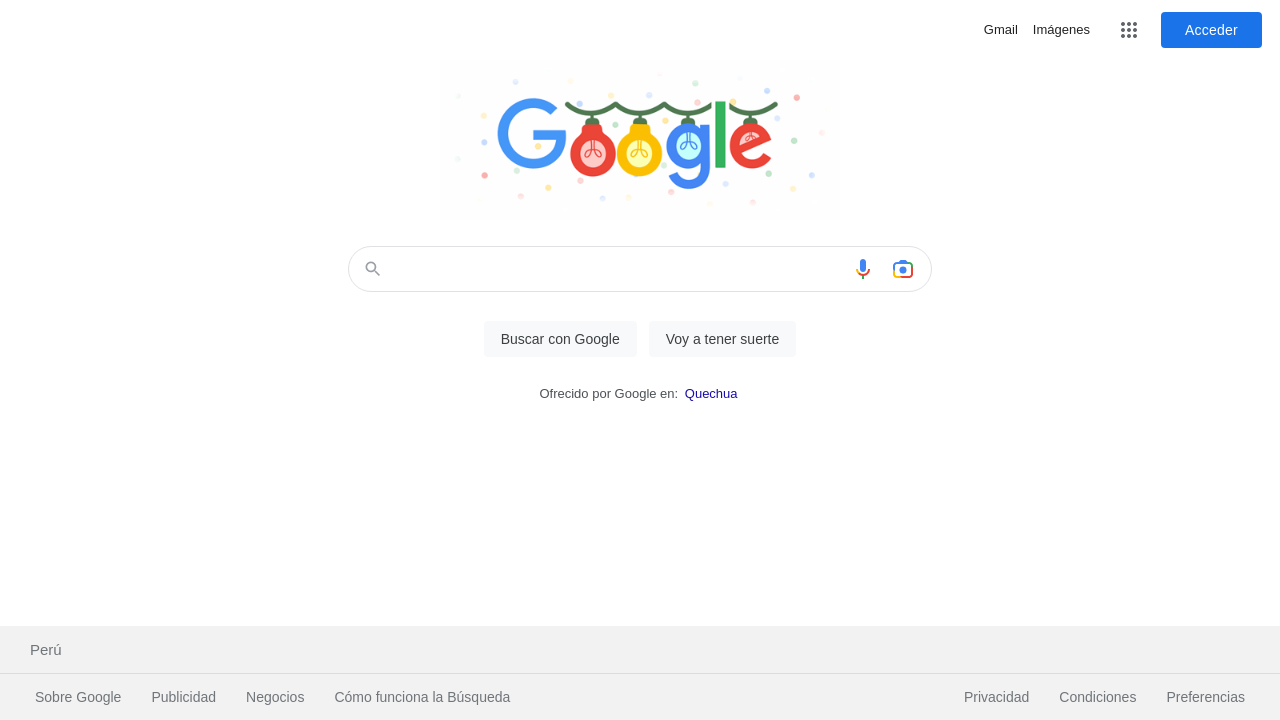 Gmail Imágenes Acceder
Google
Buscar con Google Voy a tener suerte
Ofrecido por Google en: Quechua
Perú
Sobre Google Publicidad Negocios Cómo funciona la Búsqueda Privacidad Condiciones Preferencias